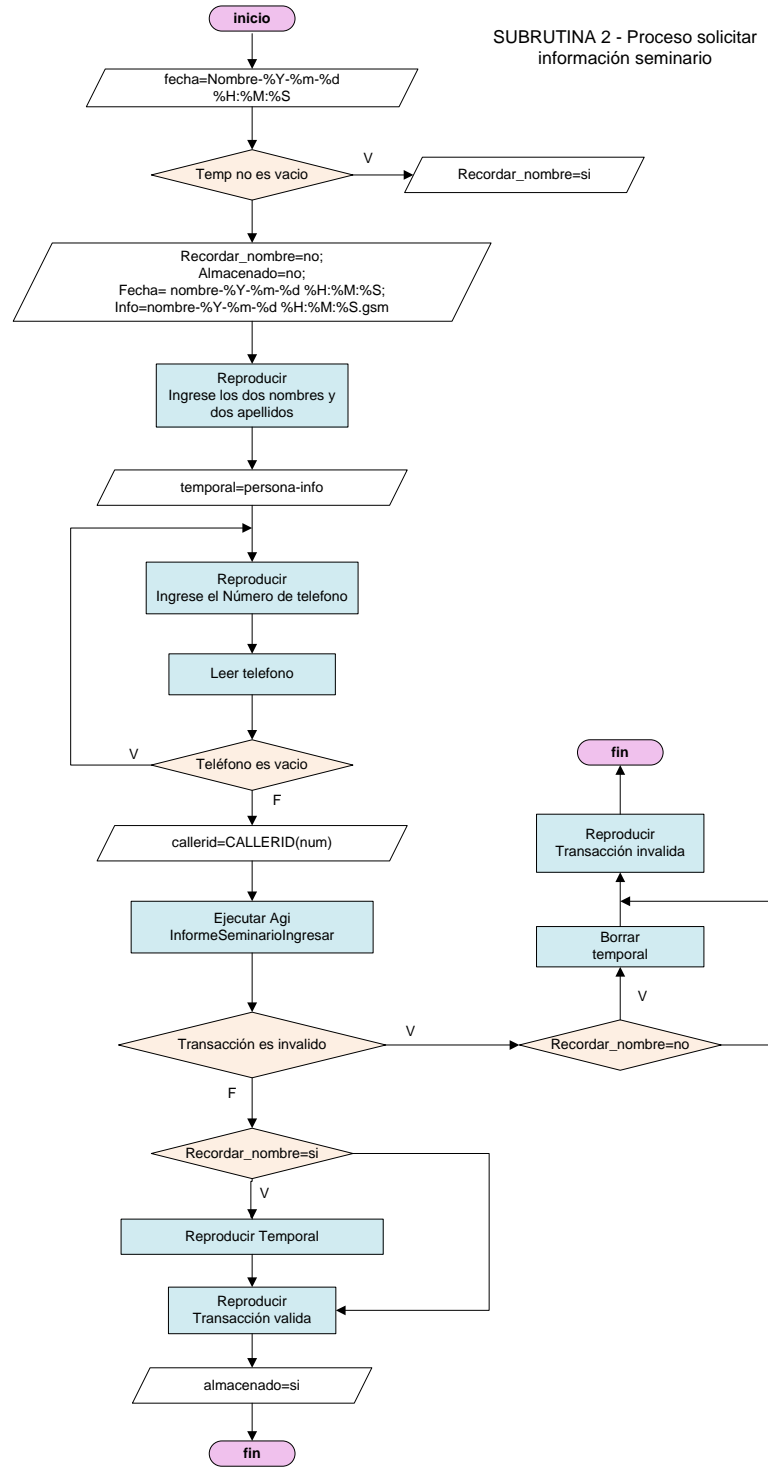 SUBRUTINA 2 - Proceso solicitar
información seminario
inicio
fecha=Nombre-%Y-%m-%d
%H:%M:%S
Temp no es vacio
V
Recordar_nombre=si
Recordar_nombre=no;
Almacenado=no;
Fecha= nombre-%Y-%m-%d %H:%M:%S;
Info=nombre-%Y-%m-%d %H:%M:%S.gsm
Reproducir
Ingrese los dos nombres y
dos apellidos
temporal=persona-info
Reproducir
Ingrese el Número de telefono
Leer telefono
Teléfono es vacio
V
F
callerid=CALLERID(num)
Ejecutar Agi
InformeSeminarioIngresar
Transacción es invalido
V
F
Recordar_nombre=no
V
Borrar
temporal
Reproducir
Transacción invalida
fin
Recordar_nombre=si
V
Reproducir Temporal
Reproducir
Transacción valida
almacenado=si
fin